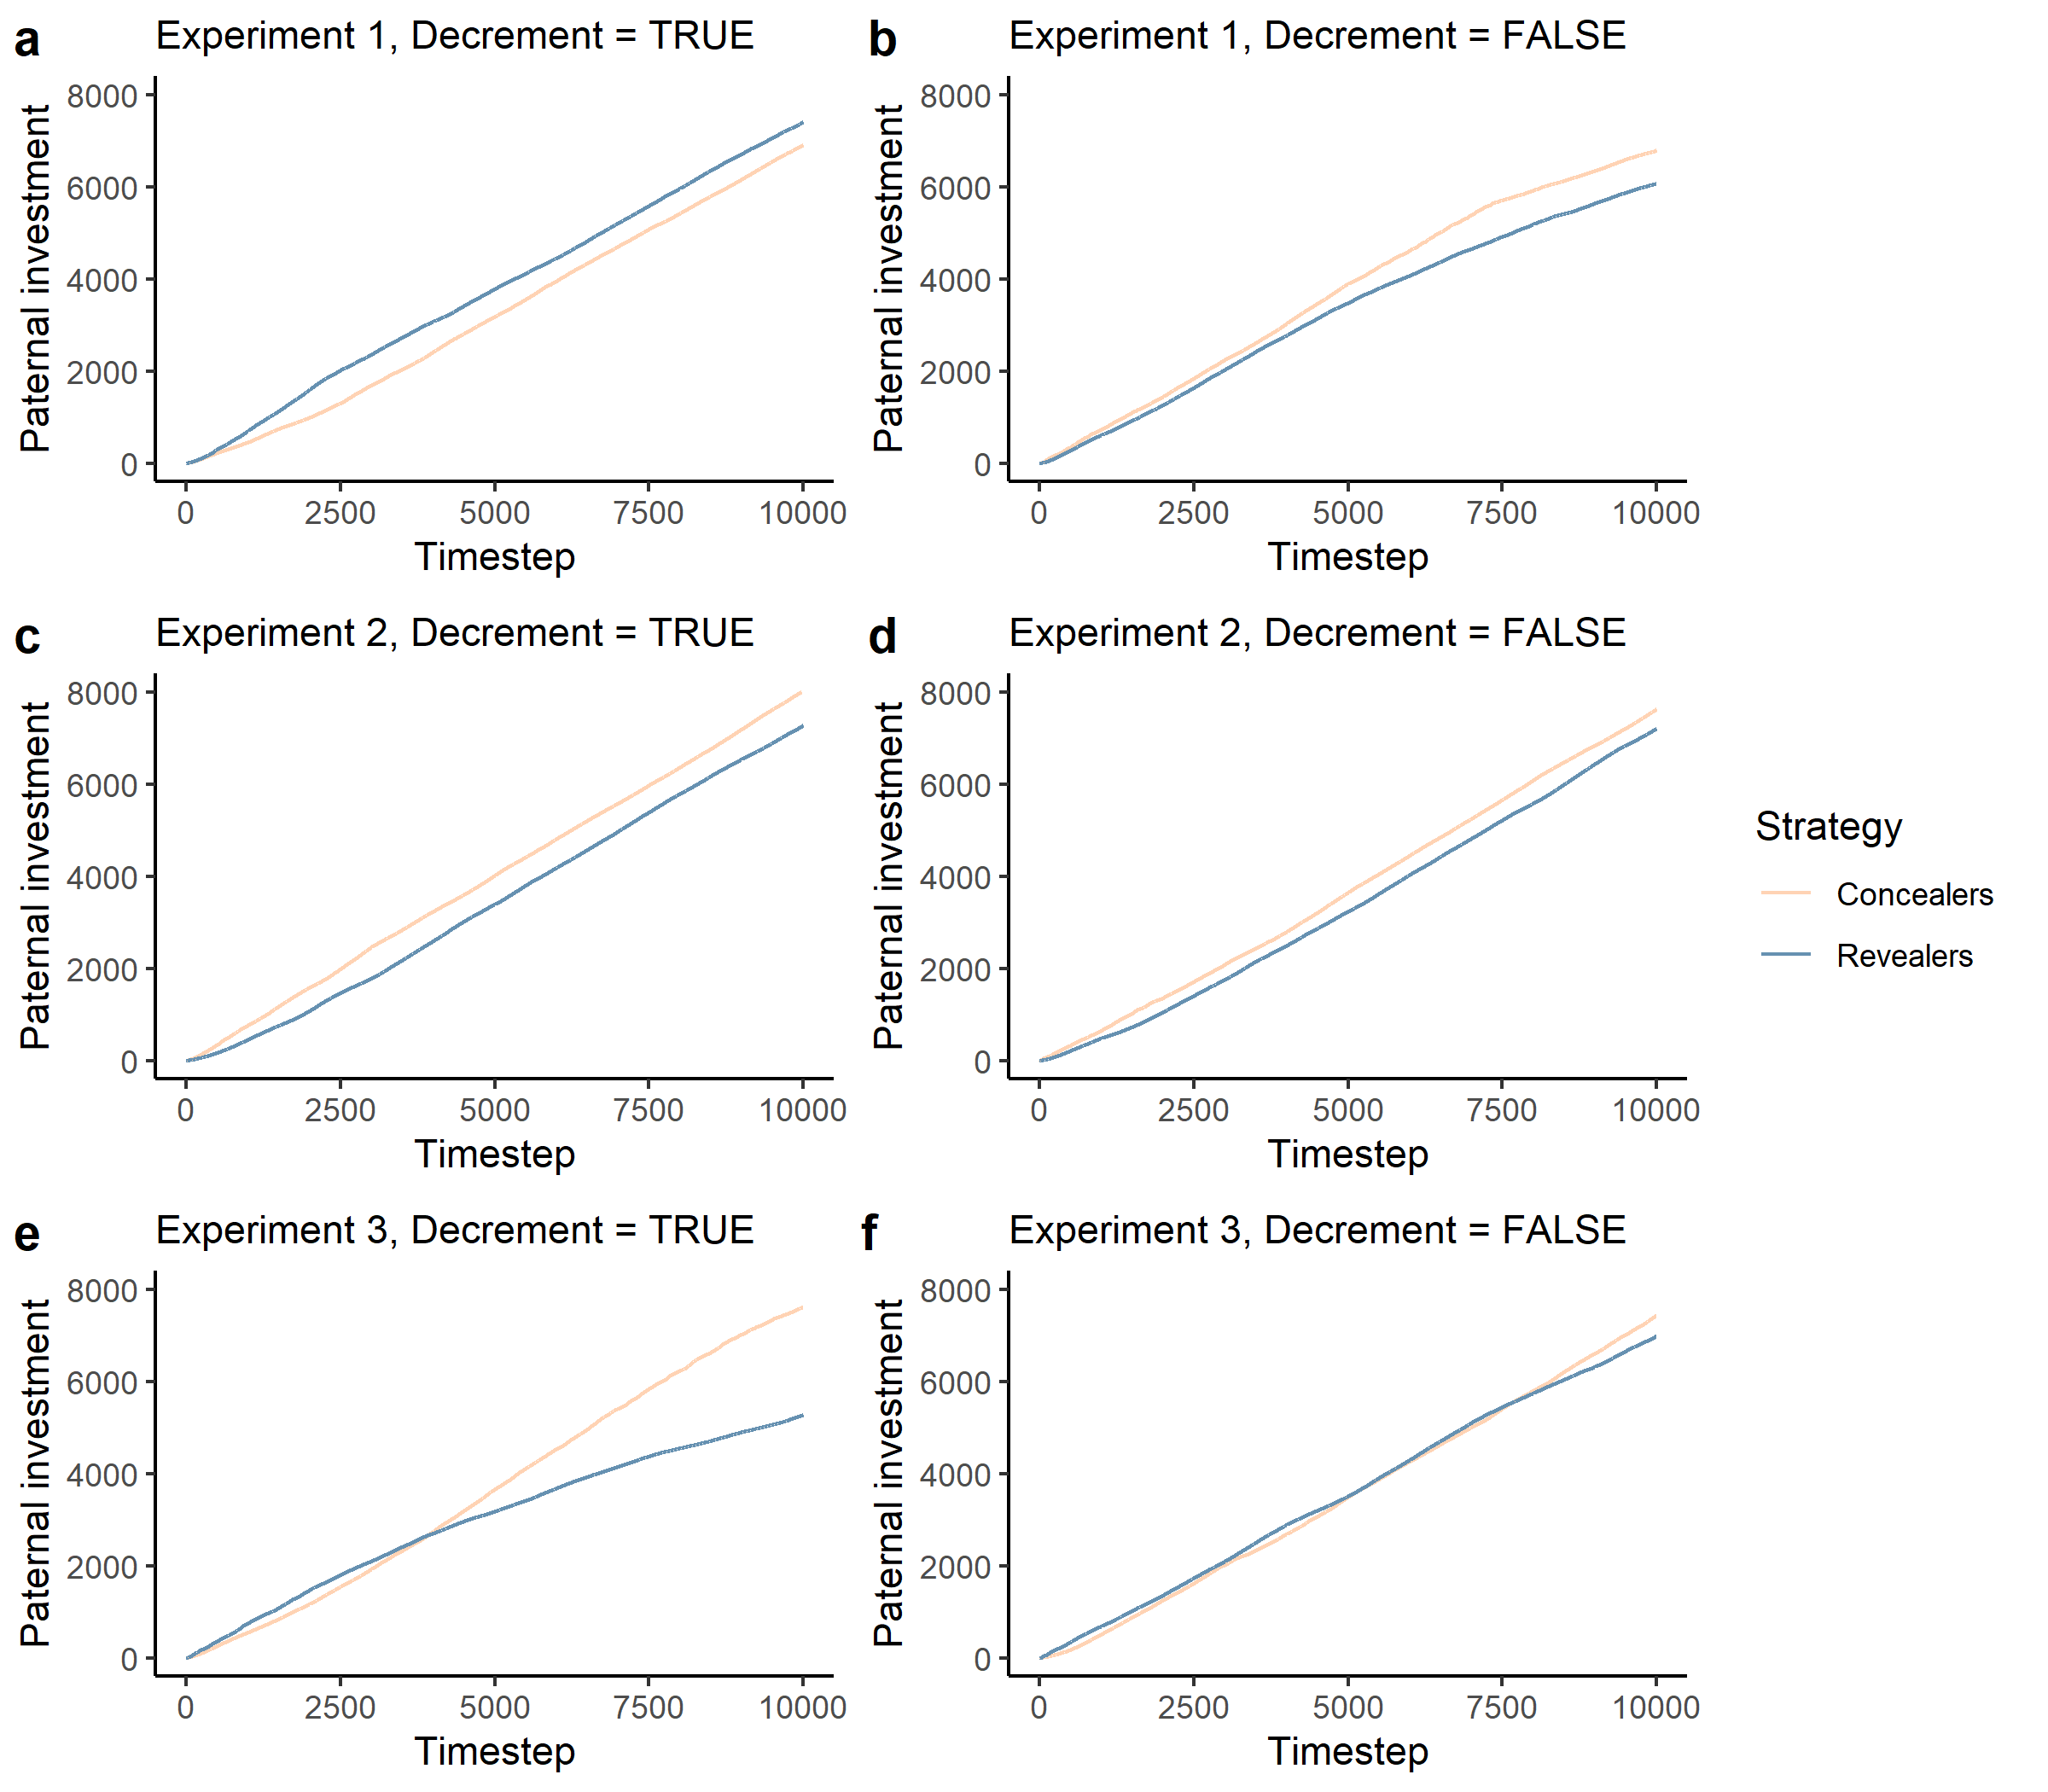 a Experiment 1, Decrement = TRUE
Paternal investment
8000
6000
4000
2000
0
0 2500 5000 7500 10000
Timestep
b Experiment 1, Decrement = FALSE
Paternal investment
8000
6000
4000
2000
0
0 2500 5000 7500 10000
Timestep
c Experiment 2, Decrement = TRUE
Paternal investment
8000
6000
4000
2000
0
0 2500 5000 7500 10000
Timestep
d Experiment 2, Decrement = FALSE
Paternal investment
8000
6000
4000
2000
0
0 2500 5000 7500 10000
Timestep
Strategy
Concealers
Revealers
e Experiment 3, Decrement = TRUE
Paternal investment
8000
6000
4000
2000
0
0 2500 5000 7500 10000
Timestep
f Experiment 3, Decrement = FALSE
Paternal investment
8000
6000
4000
2000
0
0 2500 5000 7500 10000
Timestep